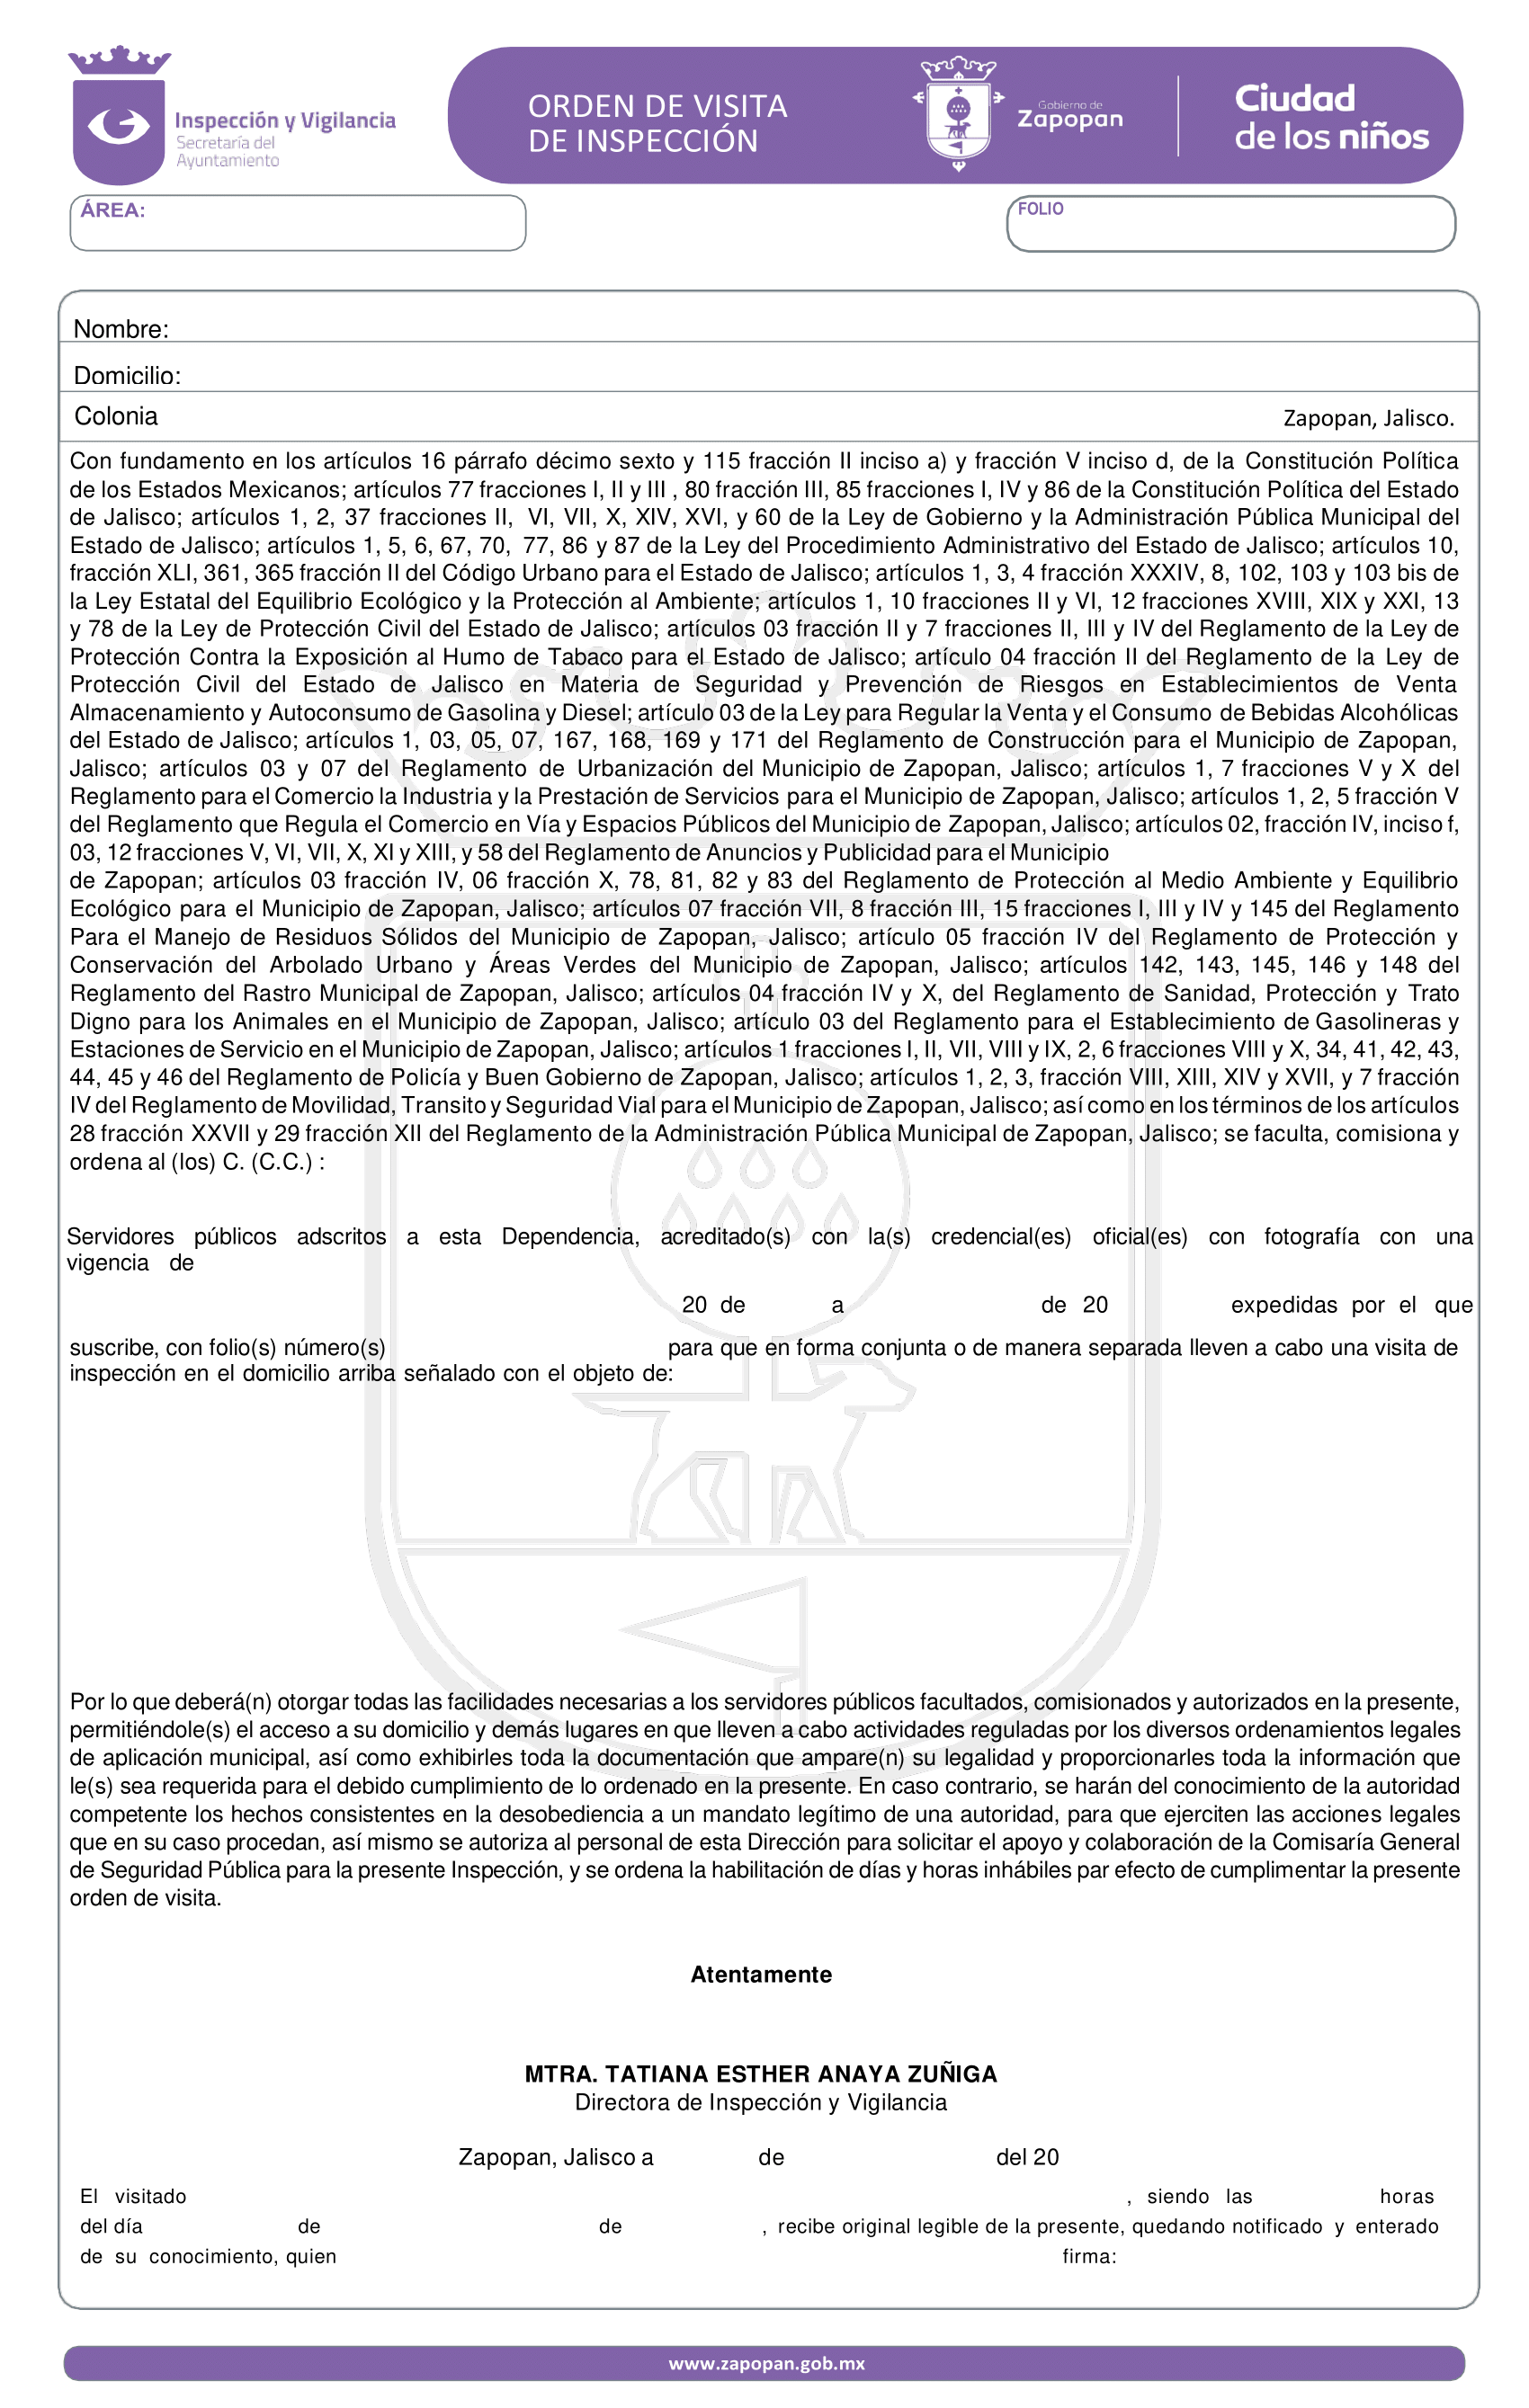 Inspección y Vigilancia
Secretaría del
Ayuntamiento
ORDEN DE VISITA
DE INSPECCIÓN
Gobierno de
Zapopan
Ciudad
de los niños
ÁREA:
FOLIO
Nombre:
Domicilio:
Colonia Zapopan, Jalisco.
Con fundamento en los artículos 16 párrafo décimo sexto y 115 fracción II inciso a) y fracción V inciso d, de la Constitución Política
de los Estados Mexicanos; artículos 77 fracciones I, II y III , 80 fracción III, 85 fracciones I, IV y 86 de la Constitución Política del Estado
de Jalisco; artículos 1, 2, 37 fracciones II, VI, VII, X, XIV, XVI, y 60 de la Ley de Gobierno y la Administración Pública Municipal del
Estado de Jalisco; artículos 1, 5, 6, 67, 70, 77, 86 y 87 de la Ley del Procedimiento Administrativo del Estado de Jalisco; artículos 10,
fracción XLI, 361, 365 fracción II del Código Urbano para el Estado de Jalisco; artículos 1, 3, 4 fracción XXXIV, 8, 102, 103 y 103 bis de
la Ley Estatal del Equilibrio Ecológico y la Protección al Ambiente; artículos 1, 10 fracciones II y VI, 12 fracciones XVIII, XIX y XXI, 13
y 78 de la Ley de Protección Civil del Estado de Jalisco; artículos 03 fracción II y 7 fracciones II, III y IV del Reglamento de la Ley de
Protección Contra la Exposición al Humo de Tabaco para el Estado de Jalisco; artículo 04 fracción II del Reglamento de la Ley de
Protección Civil del Estado de Jalisco en Materia de Seguridad y Prevención de Riesgos en Establecimientos de Venta
Almacenamiento y Autoconsumo de Gasolina y Diesel; artículo 03 de la Ley para Regular la Venta y el Consumo de Bebidas Alcohólicas
del Estado de Jalisco; artículos 1, 03, 05, 07, 167, 168, 169 y 171 del Reglamento de Construcción para el Municipio de Zapopan,
Jalisco; artículos 03 y 07 del Reglamento de Urbanización del Municipio de Zapopan, Jalisco; artículos 1, 7 fracciones V y X del
Reglamento para el Comercio la Industria y la Prestación de Servicios para el Municipio de Zapopan, Jalisco; artículos 1, 2, 5 fracción V
del Reglamento que Regula el Comercio en Vía y Espacios Públicos del Municipio de Zapopan, Jalisco; artículos 02, fracción IV, inciso f,
03, 12 fracciones V, VI, VII, X, XI y XIII, y 58 del Reglamento de Anuncios y Publicidad para el Municipio
de Zapopan; artículos 03 fracción IV, 06 fracción X, 78, 81, 82 y 83 del Reglamento de Protección al Medio Ambiente y Equilibrio
Ecológico para el Municipio de Zapopan, Jalisco; artículos 07 fracción VII, 8 fracción III, 15 fracciones I, III y IV y 145 del Reglamento
Para el Manejo de Residuos Sólidos del Municipio de Zapopan, Jalisco; artículo 05 fracción IV del Reglamento de Protección y
Conservación del Arbolado Urbano y Áreas Verdes del Municipio de Zapopan, Jalisco; artículos 142, 143, 145, 146 y 148 del
Reglamento del Rastro Municipal de Zapopan, Jalisco; artículos 04 fracción IV y X, del Reglamento de Sanidad, Protección y Trato
Digno para los Animales en el Municipio de Zapopan, Jalisco; artículo 03 del Reglamento para el Establecimiento de Gasolineras y
Estaciones de Servicio en el Municipio de Zapopan, Jalisco; artículos 1 fracciones I, II, VII, VIII y IX, 2, 6 fracciones VIII y X, 34, 41, 42, 43,
44, 45 y 46 del Reglamento de Policía y Buen Gobierno de Zapopan, Jalisco; artículos 1, 2, 3, fracción VIII, XIII, XIV y XVII, y 7 fracción
IV del Reglamento de Movilidad, Transito y Seguridad Vial para el Municipio de Zapopan, Jalisco; así como en los términos de los artículos
28 fracción XXVII y 29 fracción XII del Reglamento de la Administración Pública Municipal de Zapopan, Jalisco; se faculta, comisiona y
ordena al (los) C. (C.C.) :
Servidores públicos adscritos a esta Dependencia, acreditado(s) con la(s) credencial(es) oficial(es) con fotografía con una
vigencia de
20 de a de 20 expedidas por el que
suscribe, con folio(s) número(s) para que en forma conjunta o de manera separada lleven a cabo una visita de
inspección en el domicilio arriba señalado con el objeto de:
Por lo que deberá(n) otorgar todas las facilidades necesarias a los servidores públicos facultados, comisionados y autorizados en la presente,
permitiéndole(s) el acceso a su domicilio y demás lugares en que lleven a cabo actividades reguladas por los diversos ordenamientos legales
de aplicación municipal, así como exhibirles toda la documentación que ampare(n) su legalidad y proporcionarles toda la información que
le(s) sea requerida para el debido cumplimiento de lo ordenado en la presente. En caso contrario, se harán del conocimiento de la autoridad
competente los hechos consistentes en la desobediencia a un mandato legítimo de una autoridad, para que ejerciten las acciones legales
que en su caso procedan, así mismo se autoriza al personal de esta Dirección para solicitar el apoyo y colaboración de la Comisaría General
de Seguridad Pública para la presente Inspección, y se ordena la habilitación de días y horas inhábiles par efecto de cumplimentar la presente
orden de visita.
Atentamente
MTRA. TATIANA ESTHER ANAYA ZUÑIGA
Directora de Inspección y Vigilancia
Zapopan, Jalisco a de del 20
El visitado , siendo las horas
del día de de , recibe original legible de la presente, quedando notificado y enterado
de su conocimiento, quien firma:
www.zapopan.gob.mx